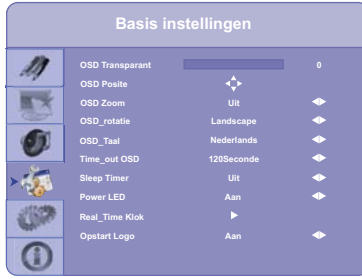 Basis instellingen
OSD Transparant 0
OSD Posite
OSD Zoom Uit
OSD_rotatie Landscape
OSD_Taal Nederlands
Time_out OSD 120Seconde
Sleep Timer Uit
Power LED Aan
Real_Time Klok
Opstart Logo Aan